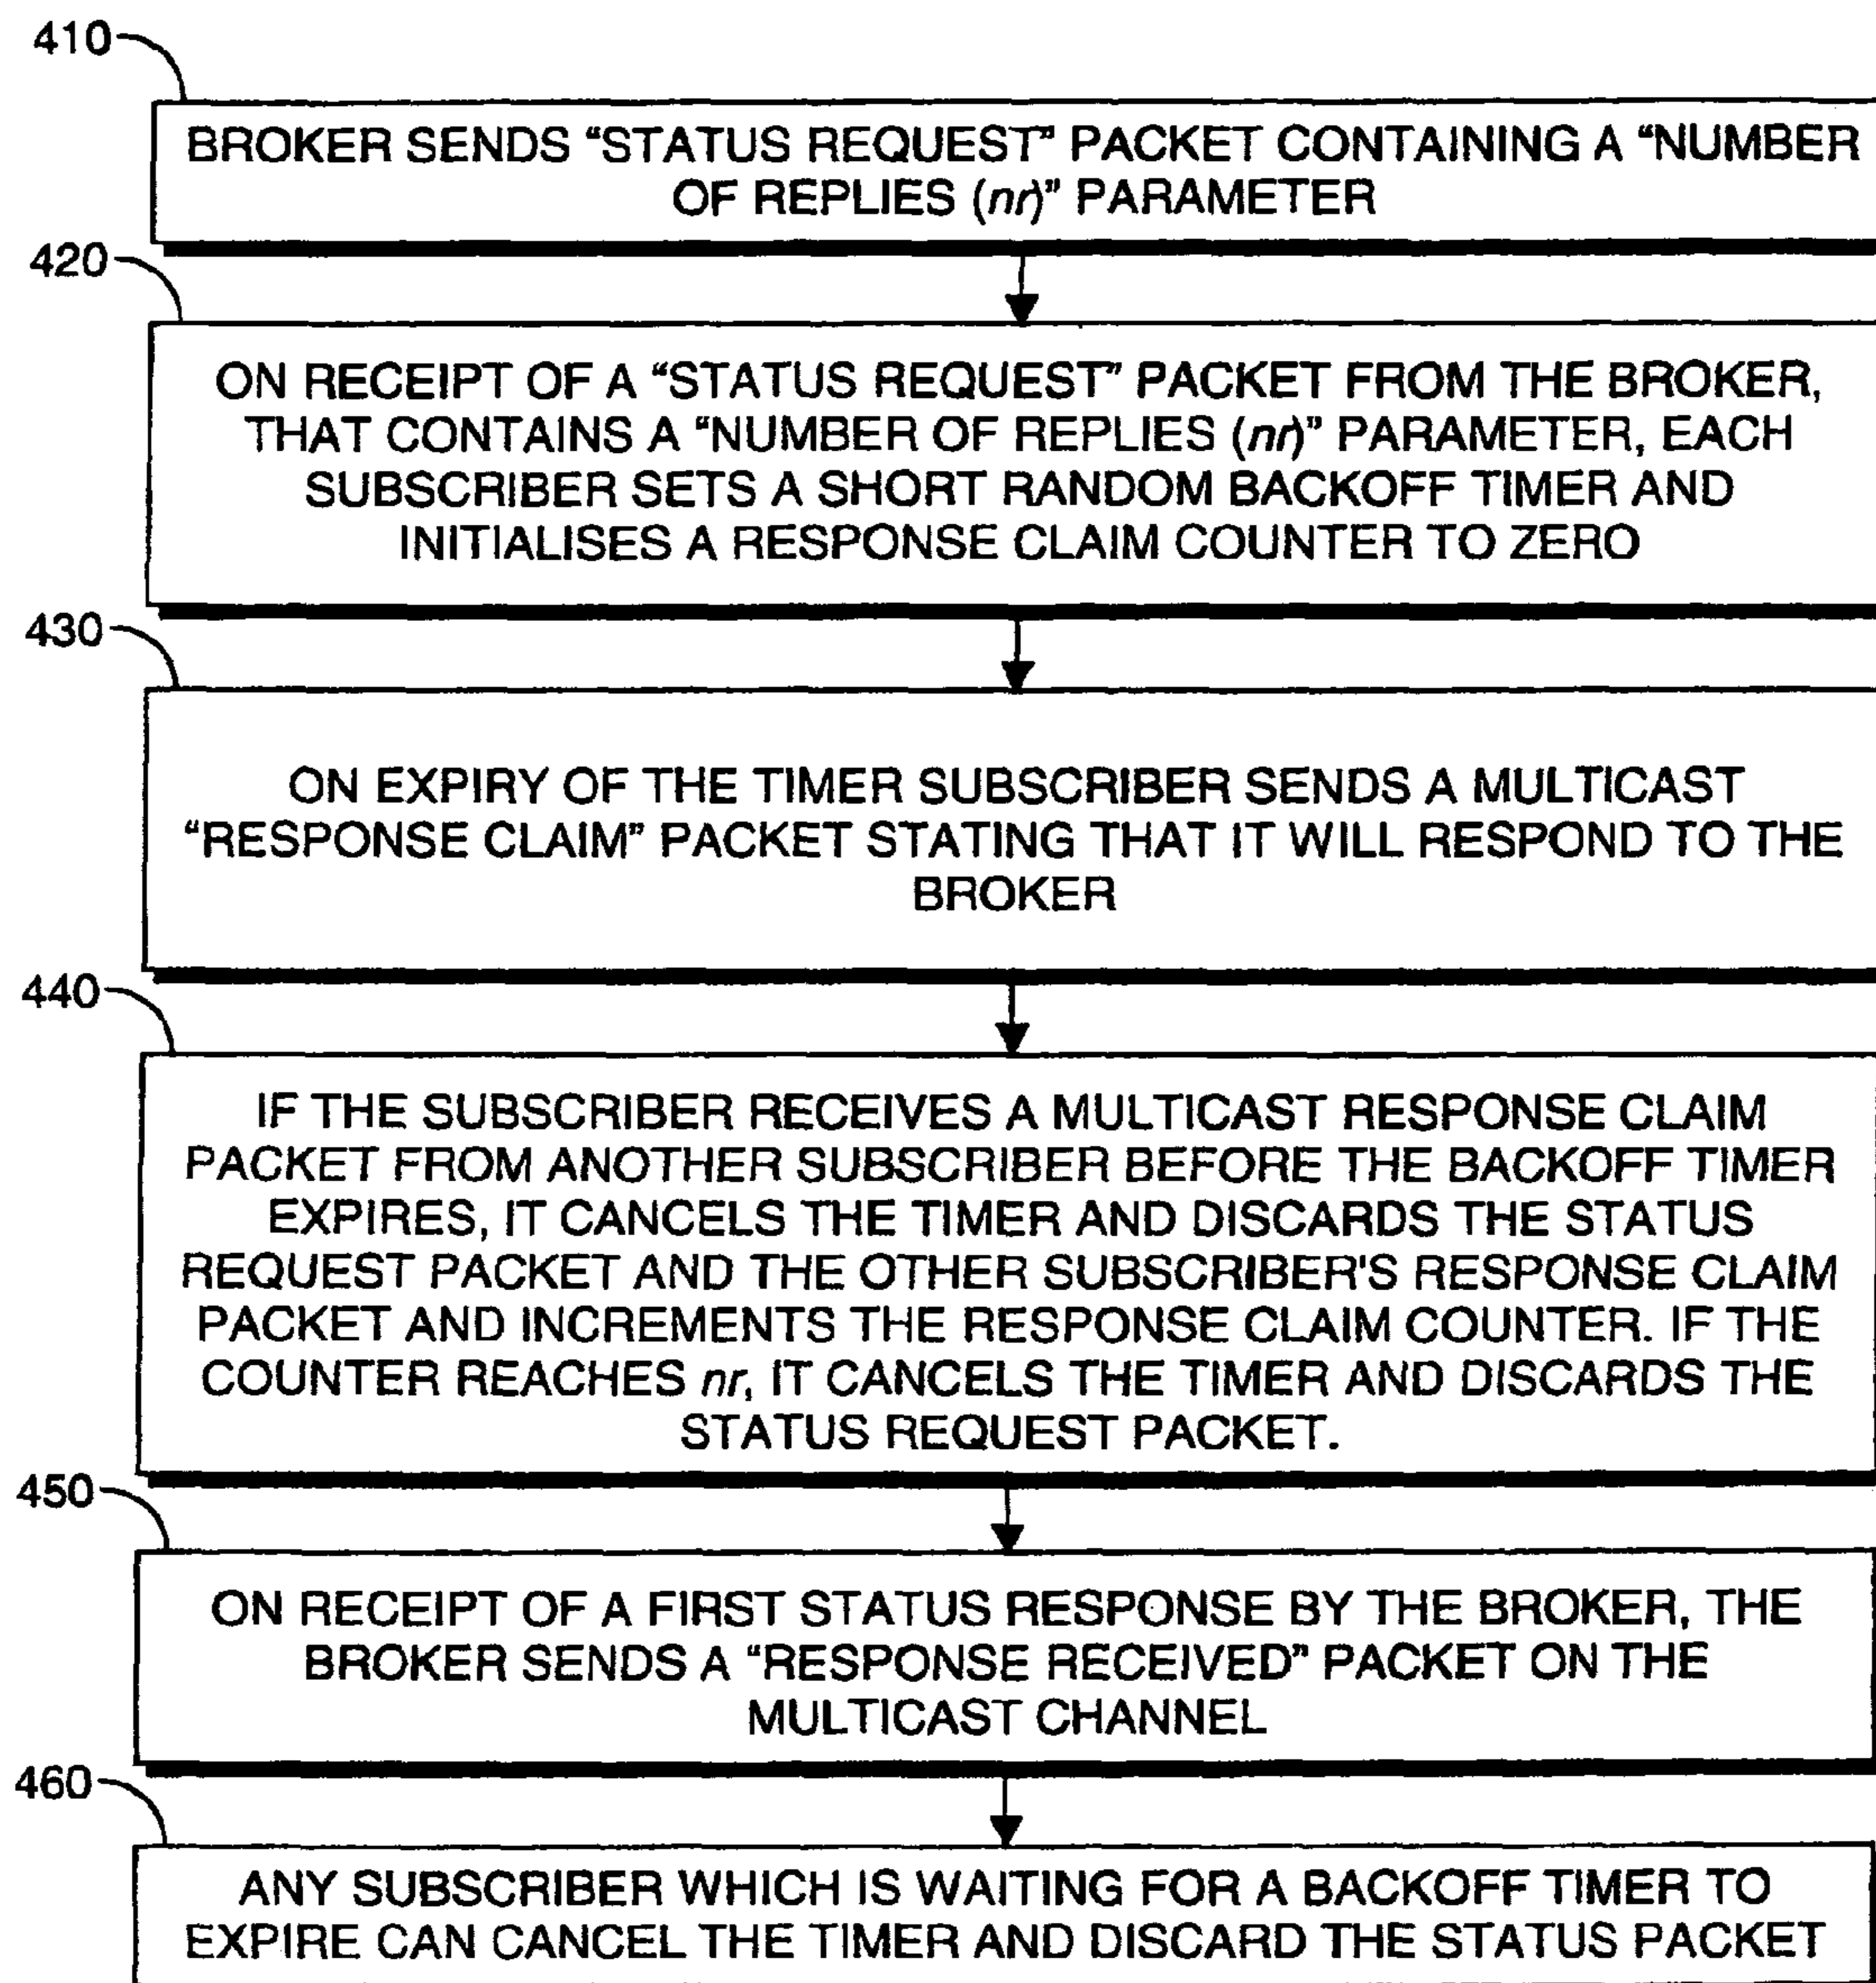 410
BROKER SENDS “STATUS REQUEST” PACKET CONTAINING A “NUMBER
OF REPLIES (nr)” PARAMETER
420
ON RECEIPT OF A “STATUS REQUEST” PACKET FROM THE BROKER,
THAT CONTAINS A “NUMBER OF REPLIES (nr)” PARAMETER, EACH
SUBSCRIBER SETS A SHORT RANDOM BACKOFF TIMER AND
INITIALISES A RESPONSE CLAIM COUNTER TO ZERO
430
ON EXPIRY OF THE TIMER SUBSCRIBER SENDS A MULTICAST
“RESPONSE CLAIM” PACKET STATING THAT IT WILL RESPOND TO THE
BROKER
440
IF THE SUBSCRIBER RECEIVES A MULTICAST RESPONSE CLAIM
PACKET FROM ANOTHER SUBSCRIBER BEFORE THE BACKOFF TIMER
EXPIRES, IT CANCELS THE TIMER AND DISCARDS THE STATUS
REQUEST PACKET AND THE OTHER SUBSCRIBER'S RESPONSE CLAIM
PACKET AND INCREMENTS THE RESPONSE CLAIM COUNTER. IF THE
COUNTER REACHES nr, IT CANCELS THE TIMER AND DISCARDS THE
STATUS REQUEST PACKET.
450
ON RECEIPT OF A FIRST STATUS RESPONSE BY THE BROKER, THE
BROKER SENDS A “RESPONSE RECEIVED” PACKET ON THE
MULTICAST CHANNEL
460
ANY SUBSCRIBER WHICH IS WAITING FOR A BACKOFF TIMER TO
EXPIRE CAN CANCEL THE TIMER AND DISCARD THE STATUS PACKET